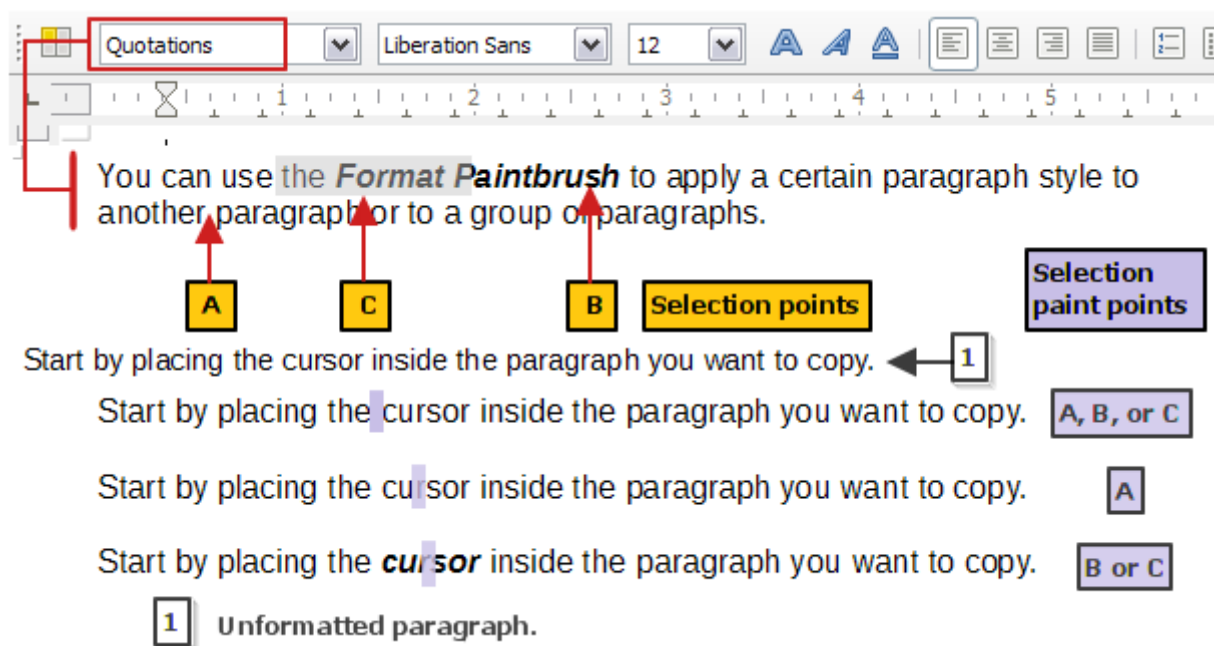 Quotations Liberation Sans 12
1 2 3 4 5
You can use the Format Paintbrush to apply a certain paragraph style to
another paragraph or to a group of paragraphs.
A C B Selection points
Selection
paint points
Start by placing the cursor inside the paragraph you want to copy. 1
Start by placing the cursor inside the paragraph you want to copy. A, B, or C
Start by placing the cursor inside the paragraph you want to copy. A
Start by placing the cursor inside the paragraph you want to copy. B or C
1 Unformatted paragraph.